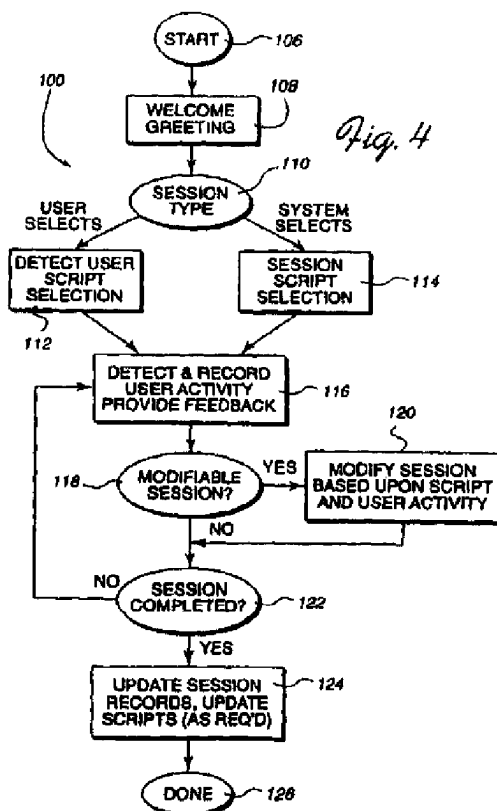 START
106
100
WELCOME
GREETING
108
Fig. 4
SESSION
TYPE
110
USER
SELECTS
SYSTEM
SELECTS
DETECT USER
SCRIPT
SELECTION
112
SESSION
SCRIPT
SELECTION
114
DETECT & RECORD
USER ACTIVITY
PROVIDE FEEDBACK
116
118
MODIFIABLE
SESSION?
YES
120
MODIFY SESSION
BASED UPON SCRIPT
AND USER ACTIVITY
NO
NO
SESSION
COMPLETED?
122
YES
UPDATE SESSION
RECORDS, UPDATE
SCRIPTS (AS REQ'D)
124
DONE
126